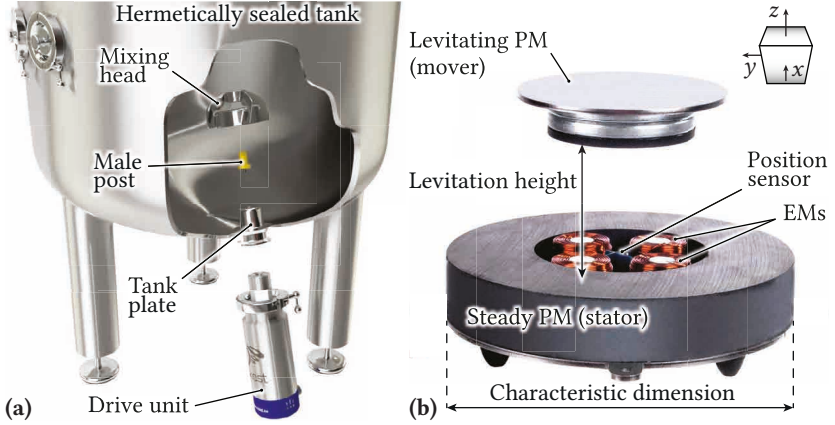 Hermetically sealed tank
Mixing
head
Male
post
Tank
plate
Drive unit
(a)
Levitating PM
(mover)
z
y
x
Levitation height
Position
sensor
EMs
Steady PM (stator)
Characteristic dimension
(b)